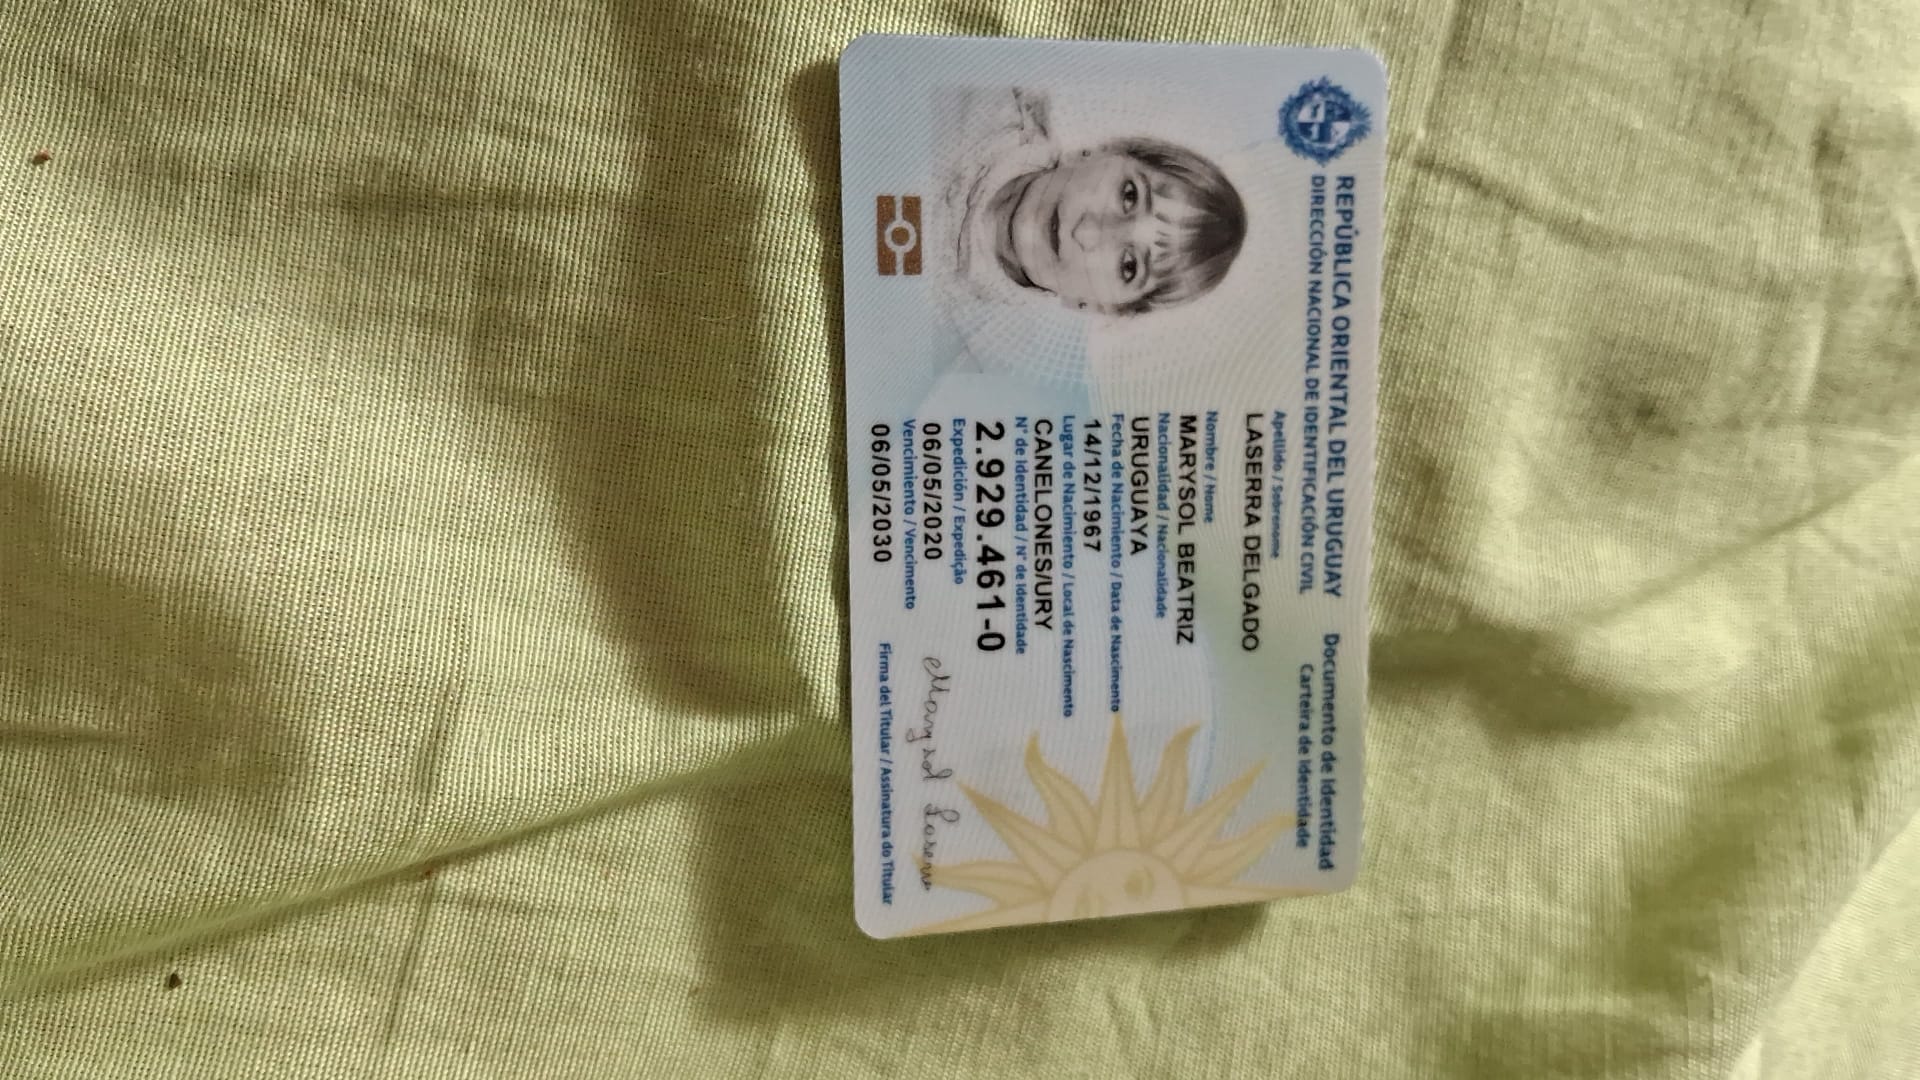 REPÚBLICA ORIENTAL DEL URUGUAY
DIRECCIÓN NACIONAL DE IDENTIFICACIÓN CIVIL
Documento de Identidad
Carteira de Identidade
Apellido / Sobrenome
LASERRA DELGADO
Nombre / Nome
MARYSOL BEATRIZ
Nacionalidad / Nacionalidade
URUGUAYA
Fecha de Nacimiento / Data de Nascimento
14/12/1967
Lugar de Nacimiento / Local de Nascimento
CANELONES/URY
N° de Identidad / N° de Identidade
2.929.461-0
Expedición / Expedição
06/05/2020
Vencimiento / Vencimento
06/05/2030
Marysol Laserra
Firma del Titular / Assinatura do Titular